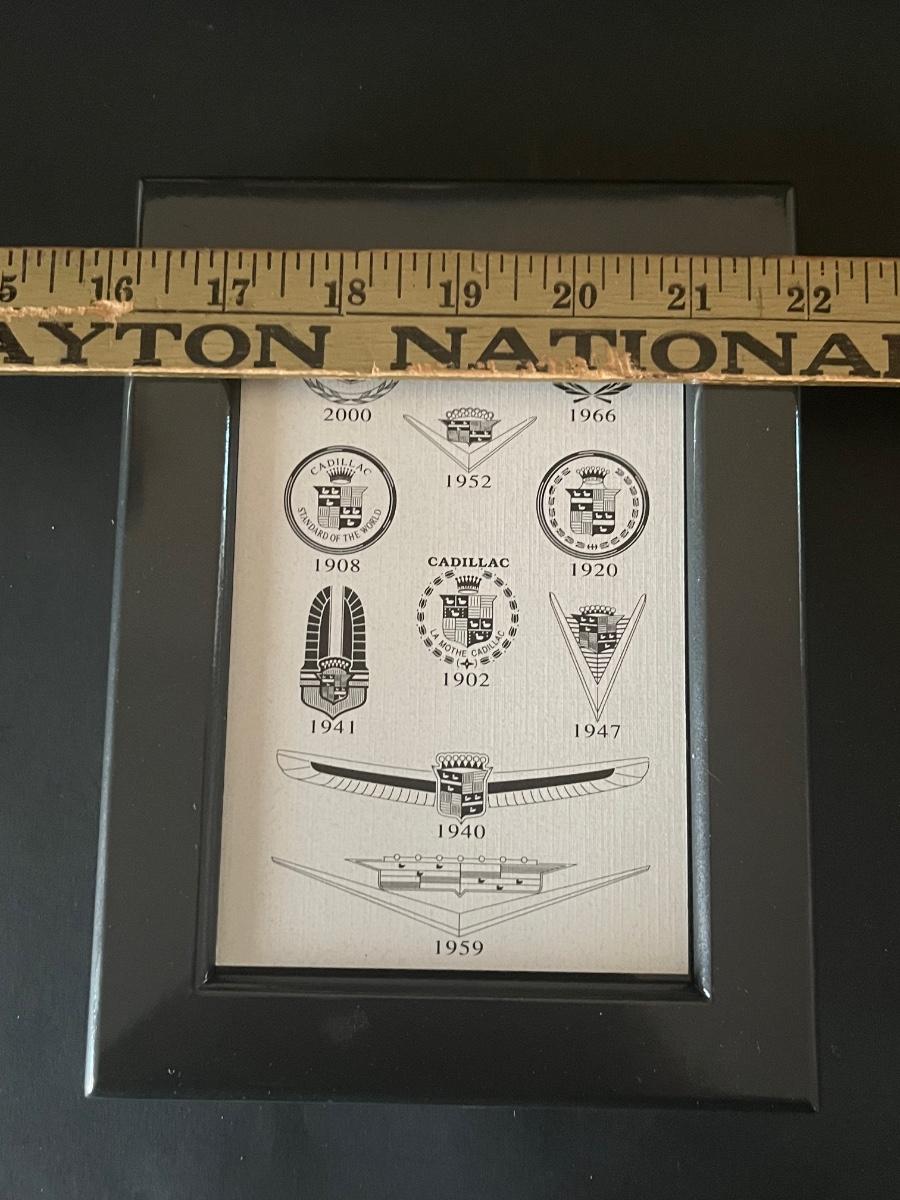 5 16 17 18 19 20 21 22
AYTON NATIONA
2000
1966
1952
CADILLAC
STANDARD OF THE WORLD
1908
1920
CADILLAC
LA MOTHE CADILLAC
1902
1941
1947
1940
1959